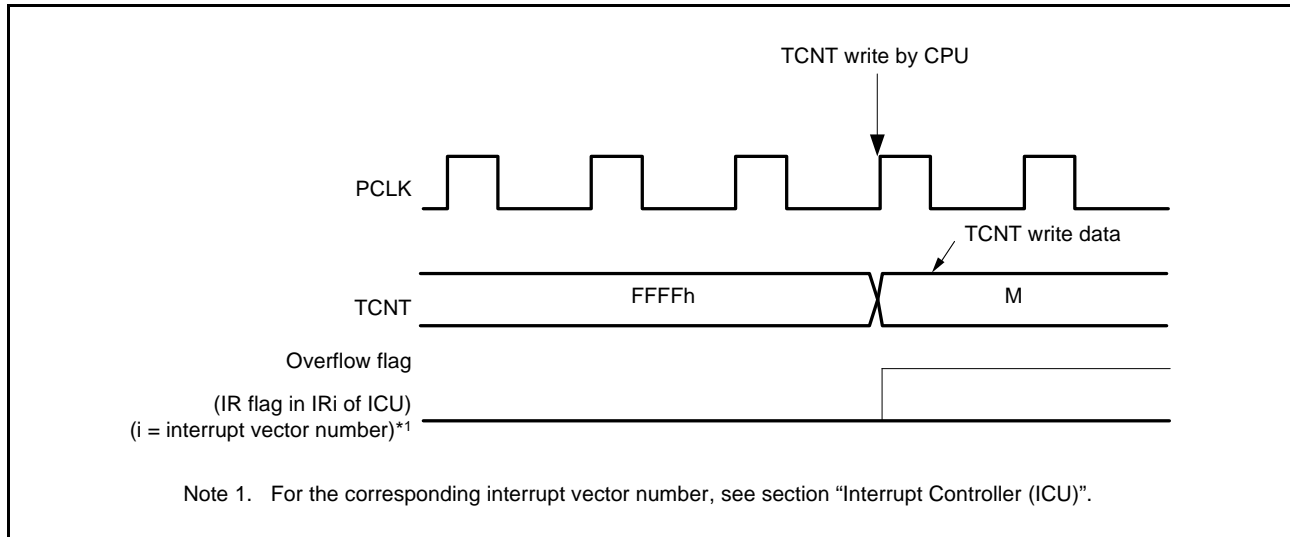 TCNT write by CPU
PCLK
TCNT write data
TCNT
FFFFh
M
Overflow flag
(IR flag in IRi of ICU)
(i = interrupt vector number)*1
Note 1. For the corresponding interrupt vector number, see section “Interrupt Controller (ICU)”.